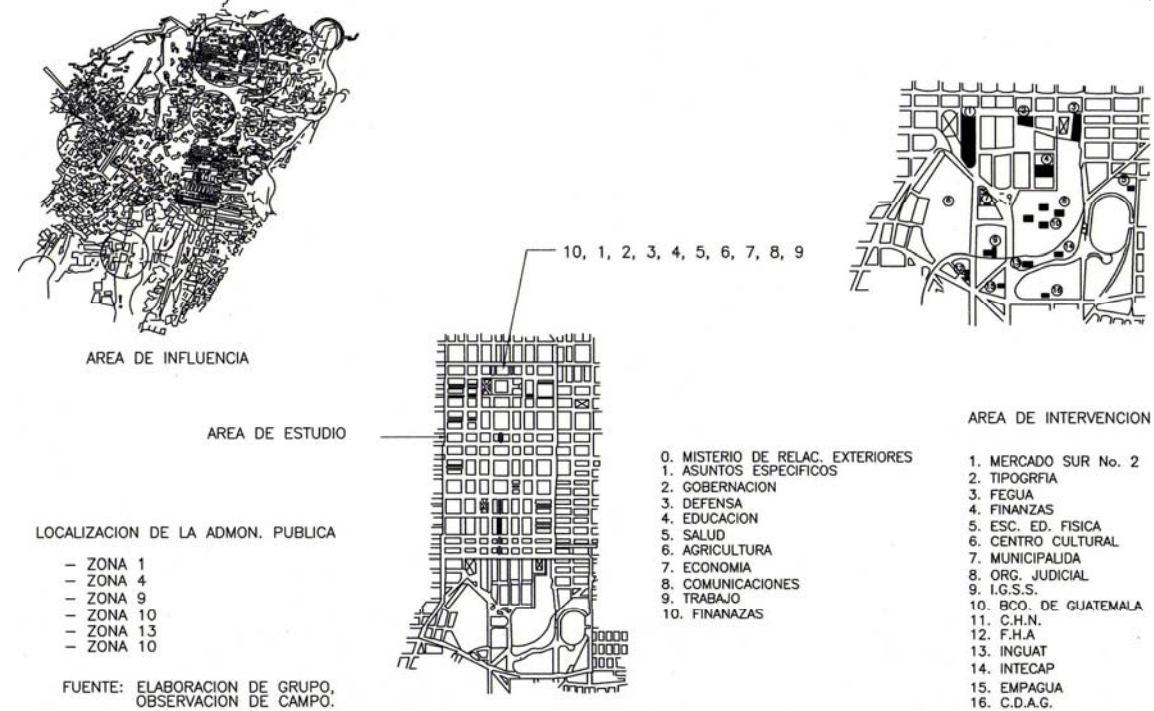 AREA DE INFLUENCIA
10, 1, 2, 3, 4, 5, 6, 7, 8, 9
AREA DE ESTUDIO
LOCALIZACION DE LA ADMON. PUBLICA
– ZONA 1
– ZONA 4
– ZONA 9
– ZONA 10
– ZONA 13
– ZONA 10
FUENTE: ELABORACION DE GRUPO,
OBSERVACION DE CAMPO.
0. MISTERIO DE RELAC. EXTERIORES
1. ASUNTOS ESPECIFICOS
2. GOBERNACION
3. DEFENSA
4. EDUCACION
5. SALUD
6. AGRICULTURA
7. ECONOMIA
8. COMUNICACIONES
9. TRABAJO
10. FINANAZAS
AREA DE INTERVENCION
1. MERCADO SUR No. 2
2. TIPOGRFIA
3. FEGUA
4. FINANZAS
5. ESC. ED. FISICA
6. CENTRO CULTURAL
7. MUNICIPALIDA
8. ORG. JUDICIAL
9. I.G.S.S.
10. BCO. DE GUATEMALA
11. C.H.N.
12. F.H.A
13. INGUAT
14. INTECAP
15. EMPAGUA
16. C.D.A.G.